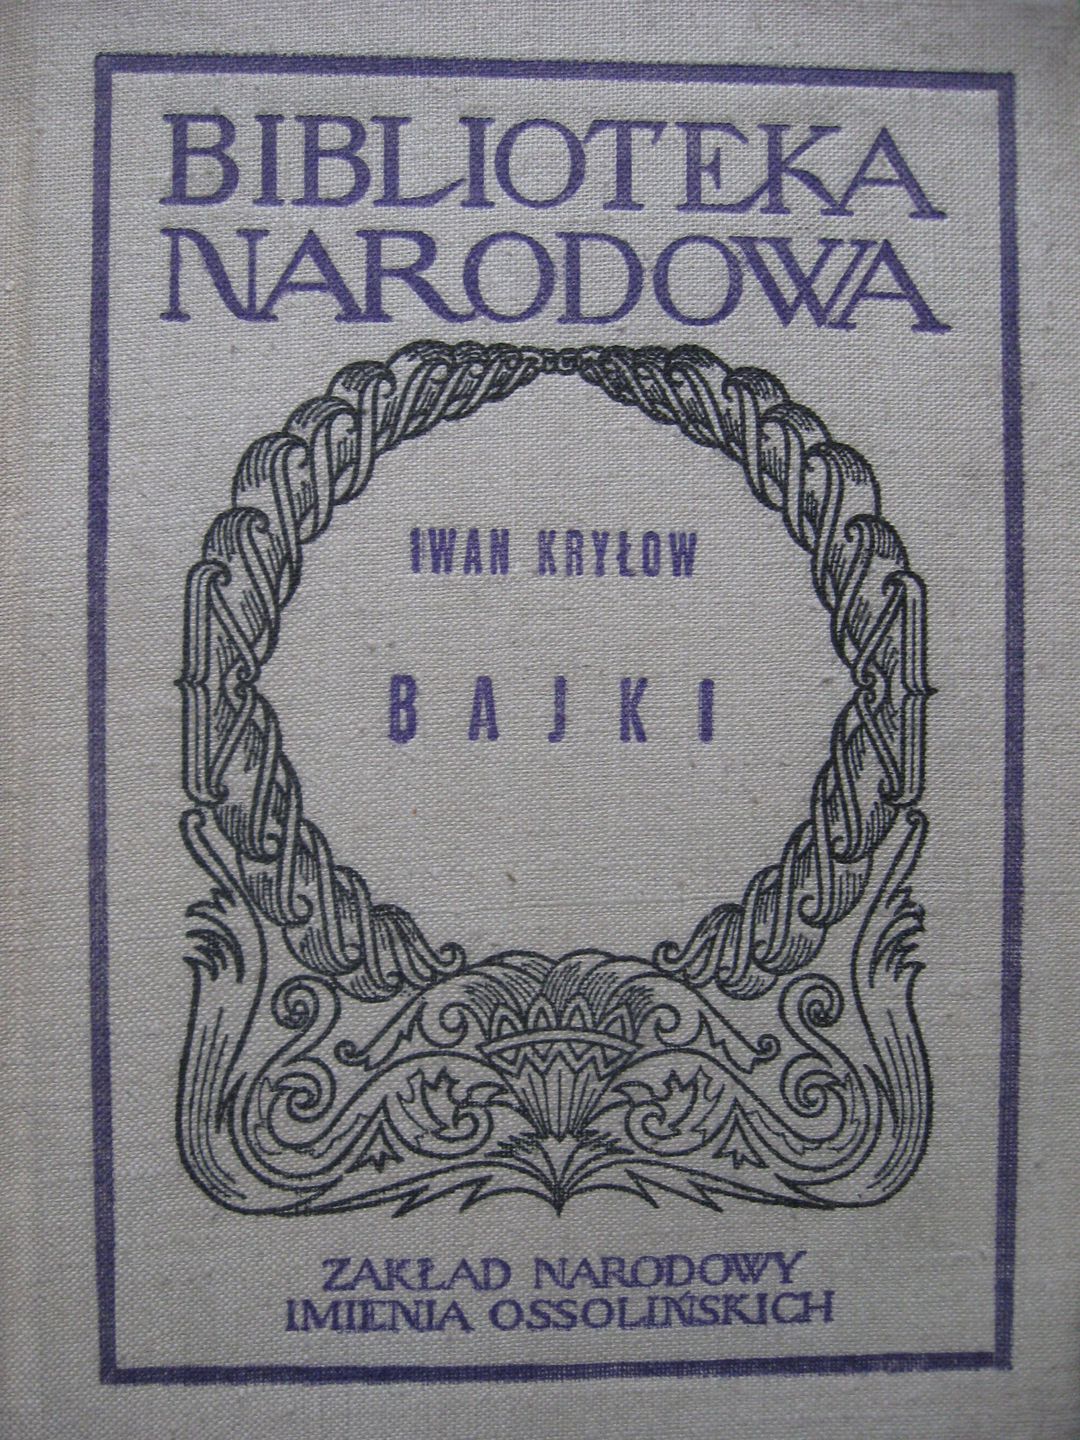 BIBLIOTEKA
NARODOWA
IWAN KRYŁOW
BAJKI
ZAKŁAD NARODOWY
IMIENIA OSSOLIŃSKICH